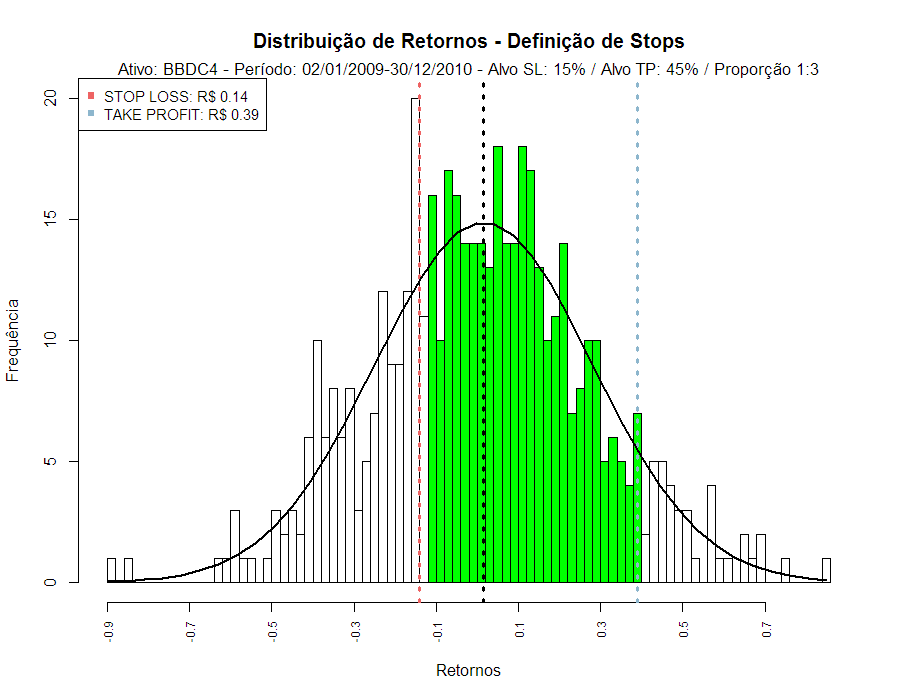 Distribuição de Retornos - Definição de Stops
Ativo: BBDC4 - Período: 02/01/2009-30/12/2010 - Alvo SL: 15% / Alvo TP: 45% / Proporção 1:3
STOP LOSS: R$ 0.14
TAKE PROFIT: R$ 0.39
Frequência
20
15
10
5
0
-0.9 -0.7 -0.5 -0.3 -0.1 0.1 0.3 0.5 0.7
Retornos